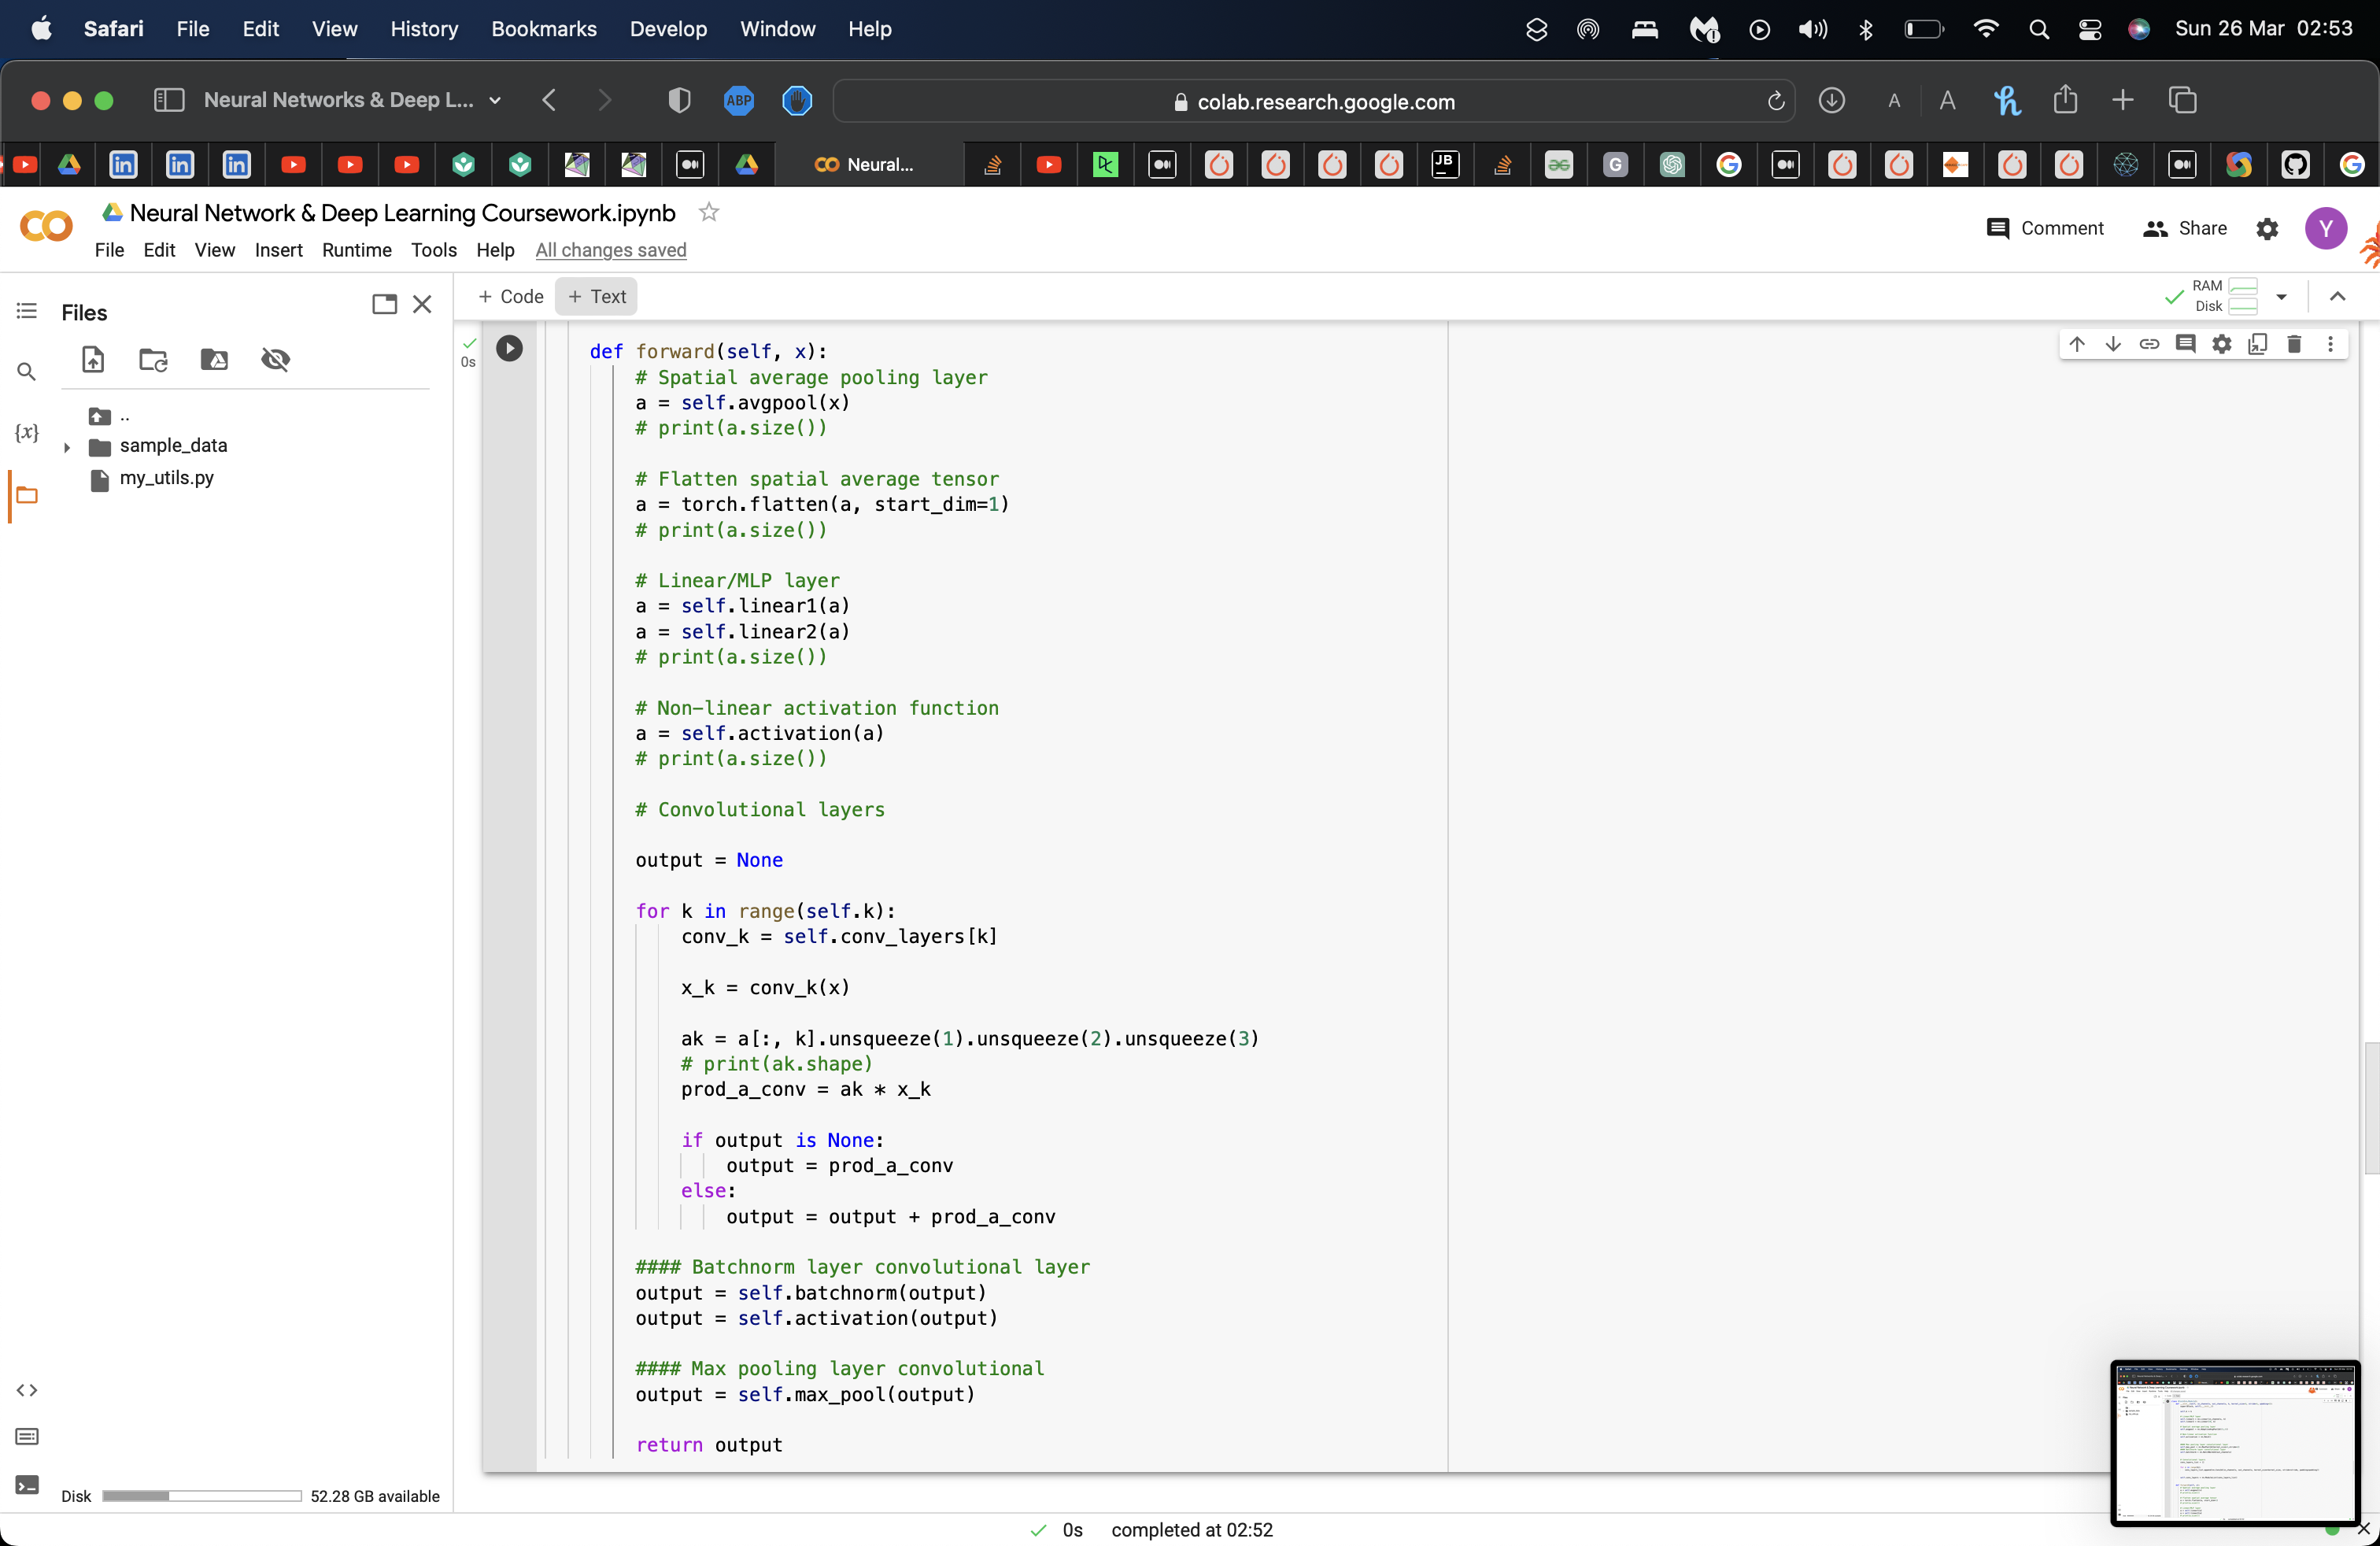 Safari File Edit View History Bookmarks Develop Window Help Sun 26 Mar 02:53
Neural Networks & Deep L... ABP colab.research.google.com A A
Neural... JB G
Neural Network & Deep Learning Coursework.ipynb
Comment Share Y
File Edit View Insert Runtime Tools Help All changes saved
Files
+ Code + Text
RAM
Disk
..
{x}
sample_data
my_utils.py
0s
def forward(self, x):
# Spatial average pooling layer
a = self.avgpool(x)
# print(a.size())
# Flatten spatial average tensor
a = torch.flatten(a, start_dim=1)
# print(a.size())
# Linear/MLP layer
a = self.linear1(a)
a = self.linear2(a)
# print(a.size())
# Non-linear activation function
a = self.activation(a)
# print(a.size())
# Convolutional layers
output = None
for k in range(self.k):
conv_k = self.conv_layers[k]
x_k = conv_k(x)
ak = a[:, k].unsqueeze(1).unsqueeze(2).unsqueeze(3)
# print(ak.shape)
prod_a_conv = ak * x_k
if output is None:
output = prod_a_conv
else:
output = output + prod_a_conv
#### Batchnorm layer convolutional layer
output = self.batchnorm(output)
output = self.activation(output)
#### Max pooling layer convolutional
output = self.max_pool(output)
return output
Disk 52.28 GB available
0s completed at 02:52